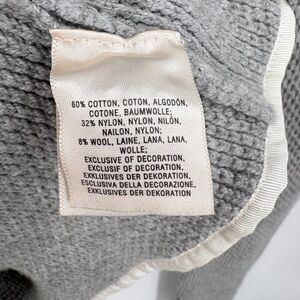 60% COTTON, COTON, ALGODÓN,
COTONE, BAUMWOLLE;
32% NYLON, NYLON, NILÓN,
NAILON, NYLON;
8% WOOL, LAINE, LANA, LANA,
WOLLE;
EXCLUSIVE OF DECORATION,
EXCLUSIF OF DECORATION,
EXKLUSIVES DER DEKORATION,
ESCLUSIVA DELLA DECORAZIONE,
EXKLUSIVES DER DEKORATION